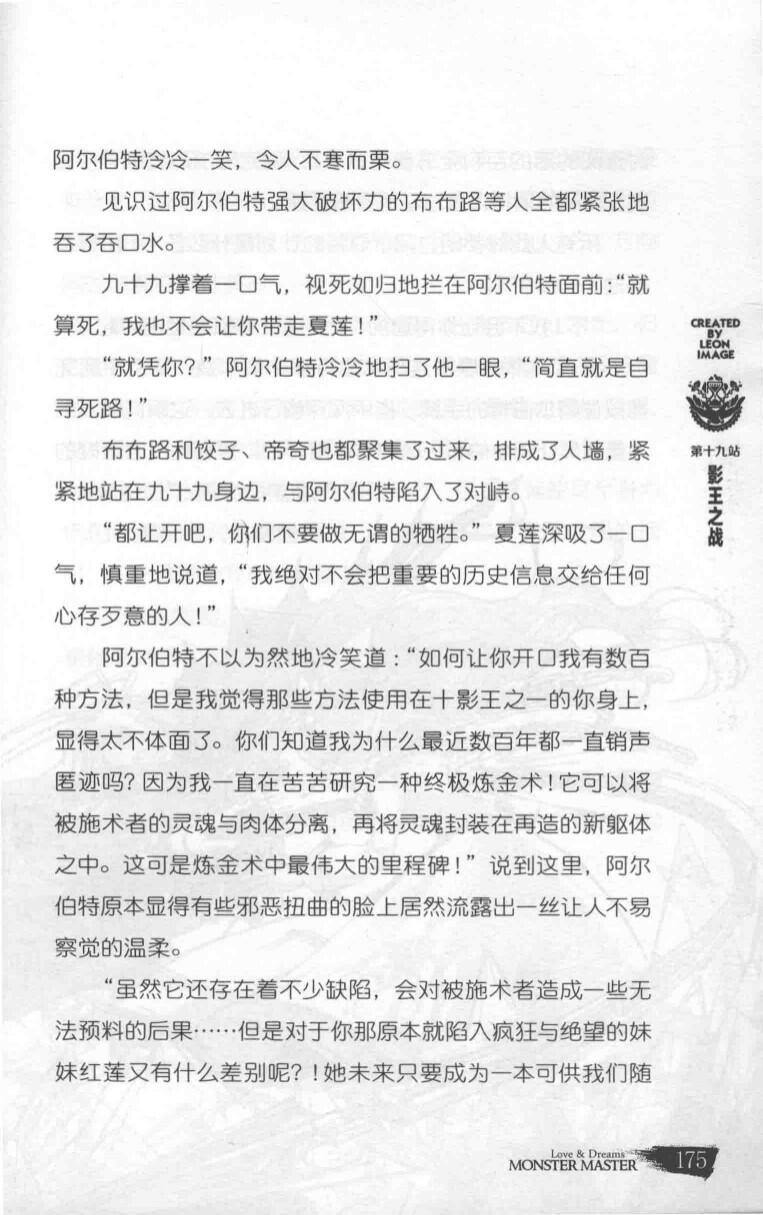 阿尔伯特冷冷一笑，令人不寒而栗。
见识过阿尔伯特强大破坏力的布布路等人全都紧张地
吞了吞口水。
九十九撑着一口气，视死如归地拦在阿尔伯特面前：“就
算死，我也不会让你带走夏莲！”
“就凭你？”阿尔伯特冷冷地扫了他一眼，“简直就是自
寻死路！”
布布路和饺子、帝奇也都聚集了过来，排成了人墙，紧
紧地站在九十九身边，与阿尔伯特陷入了对峙。
“都让开吧，你们不要做无谓的牺牲。”夏莲深吸了一口
气，慎重地说道，“我绝对不会把重要的历史信息交给任何
心存歹意的人！”
阿尔伯特不以为然地冷笑道：“如何让你开口我有数百
种方法，但是我觉得那些方法使用在十影王之一的你身上，
显得太不体面了。你们知道我为什么最近数百年都一直销声
匿迹吗？因为我一直在苦苦研究一种终极炼金术！它可以将
被施术者的灵魂与肉体分离，再将灵魂封装在再造的新躯体
之中。这可是炼金术中最伟大的里程碑！”说到这里，阿尔
伯特原本显得有些邪恶扭曲的脸上居然流露出一丝让人不易
察觉的温柔。
“虽然它还存在着不少缺陷，会对被施术者造成一些无
法预料的后果……但是对于你那原本就陷入疯狂与绝望的妹
妹红莲又有什么差别呢？！她未来只要成为一本可供我们随
CREATED
BY
LEON
IMAGE
第十九站
影王之战
Love & Dreams
MONSTER MASTER
175